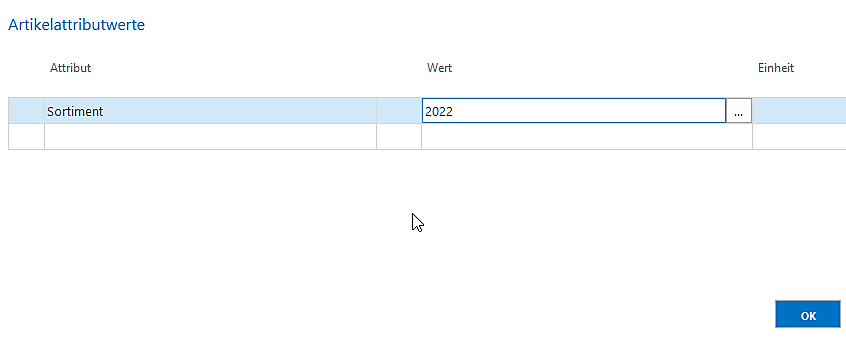 Artikelattributwerte
Attribut Wert Einheit
Sortiment 2022 ...
OK